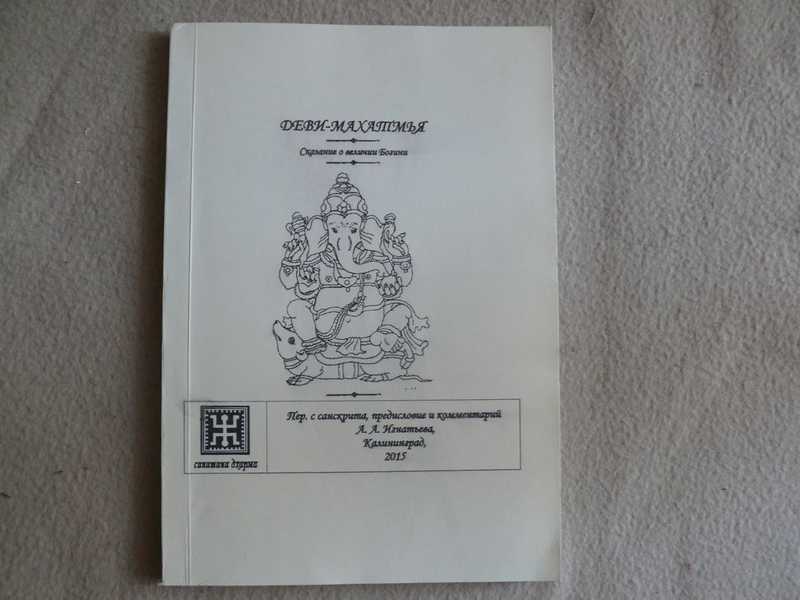 ДЕВИ-МАХАТМЬЯ
Сказание о величии Богини
Пер. с санскрита, предисловие и комментарий
А. А. Игнатьева,
Калининград,
2015
санатана дхарма